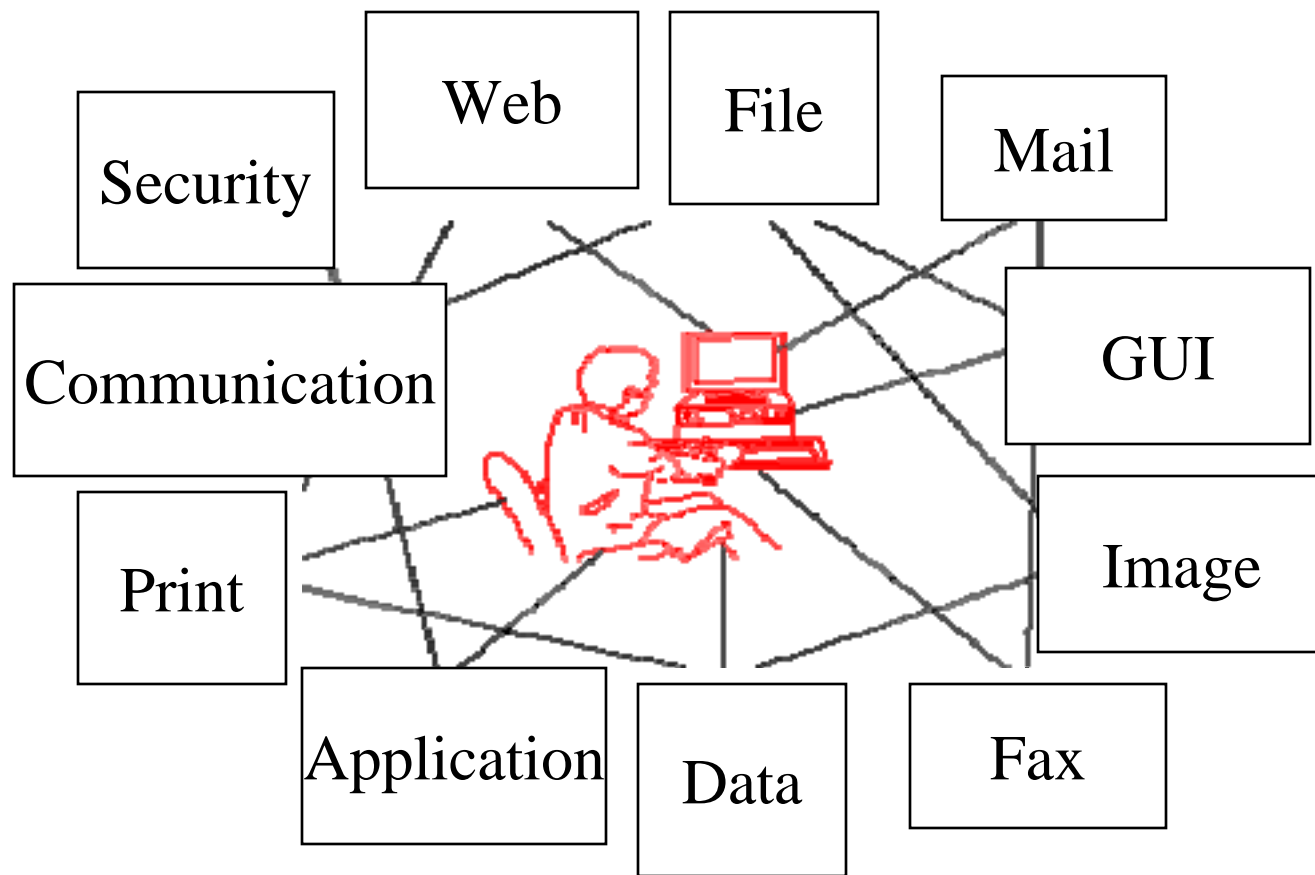 Web
File
Mail
Security
GUI
Communication
Image
Print
Application
Data
Fax